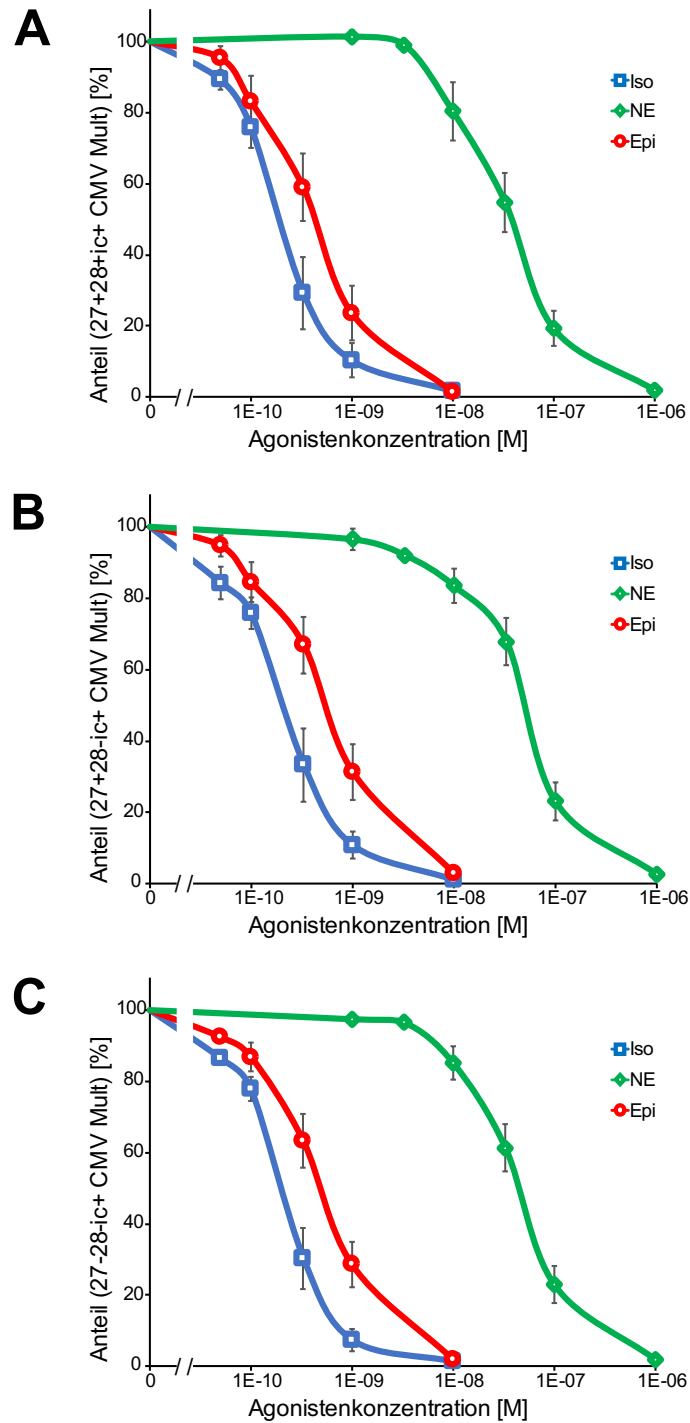 A
Anteil (27+28+ic+ CMV Mult) [%]
100
80
60
40
20
0
Iso
NE
Epi
0 // 1E-10 1E-09 1E-08 1E-07 1E-06
Agonistenkonzentration [M]
B
Anteil (27+28-ic+ CMV Mult) [%]
100
80
60
40
20
0
Iso
NE
Epi
0 // 1E-10 1E-09 1E-08 1E-07 1E-06
Agonistenkonzentration [M]
C
Anteil (27-28-ic+ CMV Mult) [%]
100
80
60
40
20
0
Iso
NE
Epi
0 // 1E-10 1E-09 1E-08 1E-07 1E-06
Agonistenkonzentration [M]